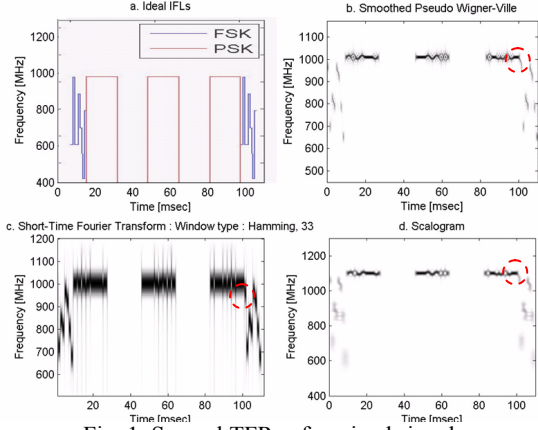 a. Ideal IFLs
FSK
PSK
Frequency [MHz]
1200
1000
800
600
400
0 20 40 60 80 100
Time [msec]
b. Smoothed Pseudo Wigner-Ville
Frequency [MHz]
1100
1000
900
800
700
600
500
0 20 40 60 80 100
Time [msec]
c. Short-Time Fourier Transform : Window type : Hamming, 33
Frequency [MHz]
1200
1100
1000
900
800
700
600
0 20 40 60 80 100
Time [msec]
d. Scalogram
Frequency [MHz]
1200
1000
800
600
400
0 20 40 60 80 100
Time [msec]